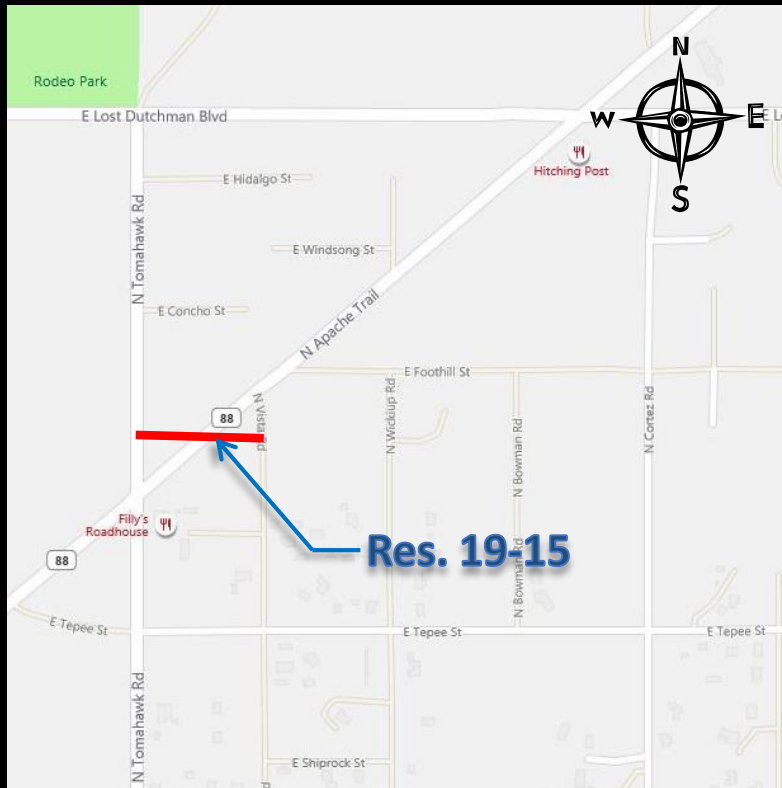 Rodeo Park
N
E Lost Dutchman Blvd
W
E
E L
Hitching Post
S
E Hidalgo St
N Tomahawk Rd
E Windsong St
E Concho St
N Apache Trail
E Foothill St
88
N Vista Rd
N Wickiup Rd
N Bowman Rd
N Cortez Rd
Filly's
Roadhouse
88
Res. 19-15
N Bowman Rd
E Tepee St
E Tepee St
E Tepee St
N Tomahawk Rd
E Shiprock St